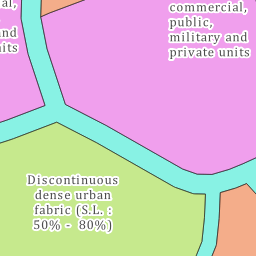 commercial,
public,
military and
private units
Discontinuous
dense urban
fabric (S.L. :
50% - 80%)